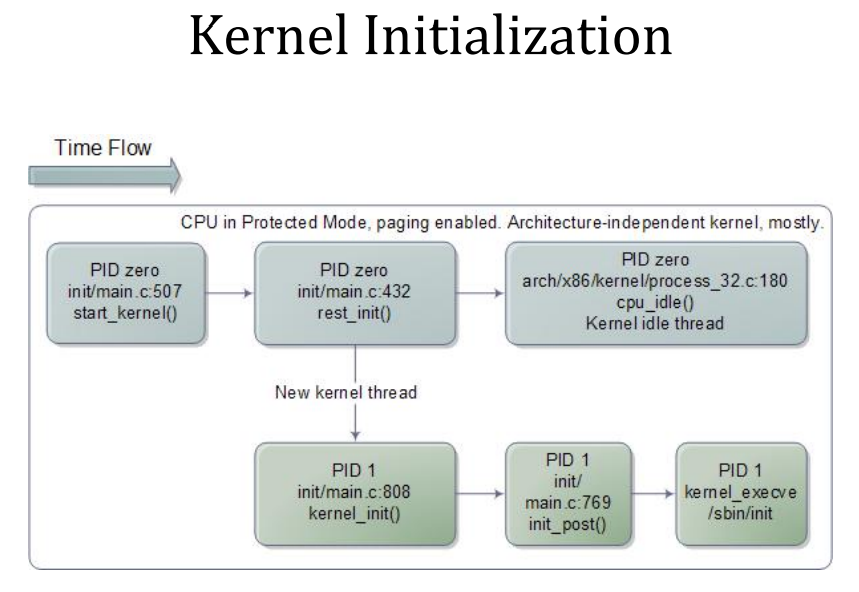 Kernel Initialization
Time Flow
CPU in Protected Mode, paging enabled. Architecture-independent kernel, mostly.
PID zero
init/main.c:507
start_kernel()
PID zero
init/main.c:432
rest_init()
PID zero
arch/x86/kernel/process_32.c:180
cpu_idle()
Kernel idle thread
New kernel thread
PID 1
init/main.c:808
kernel_init()
PID 1
init/
main.c:769
init_post()
PID 1
kernel_execve
/sbin/init